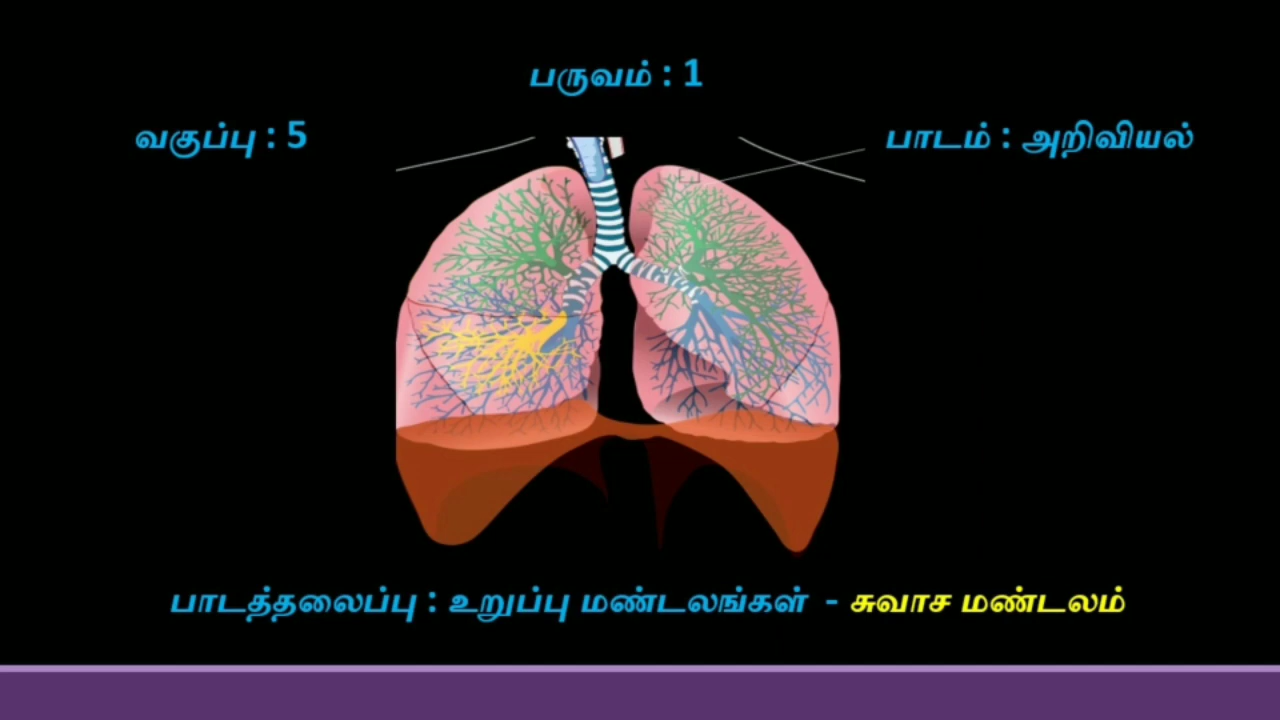 பருவம் : 1
வகுப்பு : 5
பாடம் : அறிவியல்
பாடத்தலைப்பு : உறுப்பு மண்டலங்கள் - சுவாச மண்டலம்